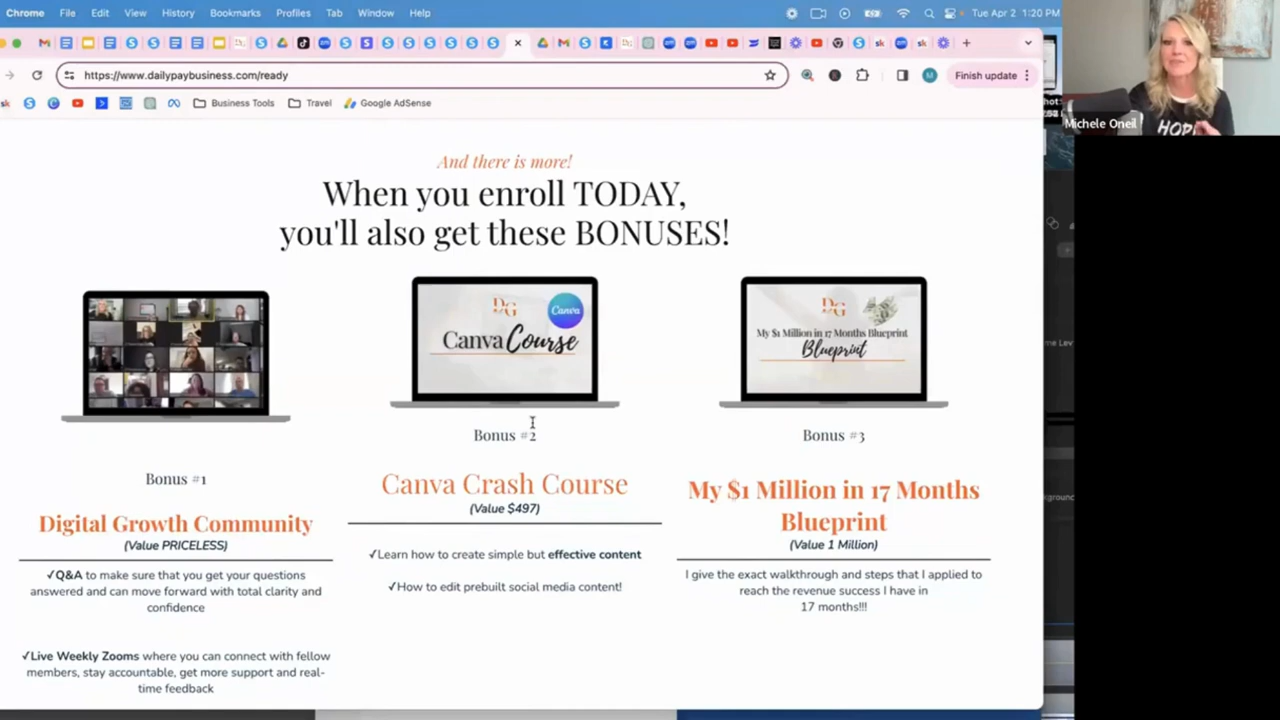 Chrome File Edit View History Bookmarks Profiles Tab Window Help
Tue Apr 2 1:20 PM
https://www.dailypaybusiness.com/ready
Finish update
Business Tools
Travel
Google AdSense
Michele Oneil
HOP
And there is more!
When you enroll TODAY,
you'll also get these BONUSES!
DG
Canva
Canva Course
DG
My $1 Million in 17 Months Blueprint
Blueprint
Bonus #1
Digital Growth Community
(Value PRICELESS)
✓Q&A to make sure that you get your questions
answered and can move forward with total clarity and
confidence
✓Live Weekly Zooms where you can connect with fellow
members, stay accountable, get more support and real-
time feedback
Bonus #2
Canva Crash Course
(Value $497)
✓Learn how to create simple but effective content
✓How to edit prebuilt social media content!
Bonus #3
My $1 Million in 17 Months
Blueprint
(Value 1 Million)
I give the exact walkthrough and steps that I applied to
reach the revenue success I have in
17 months!!!